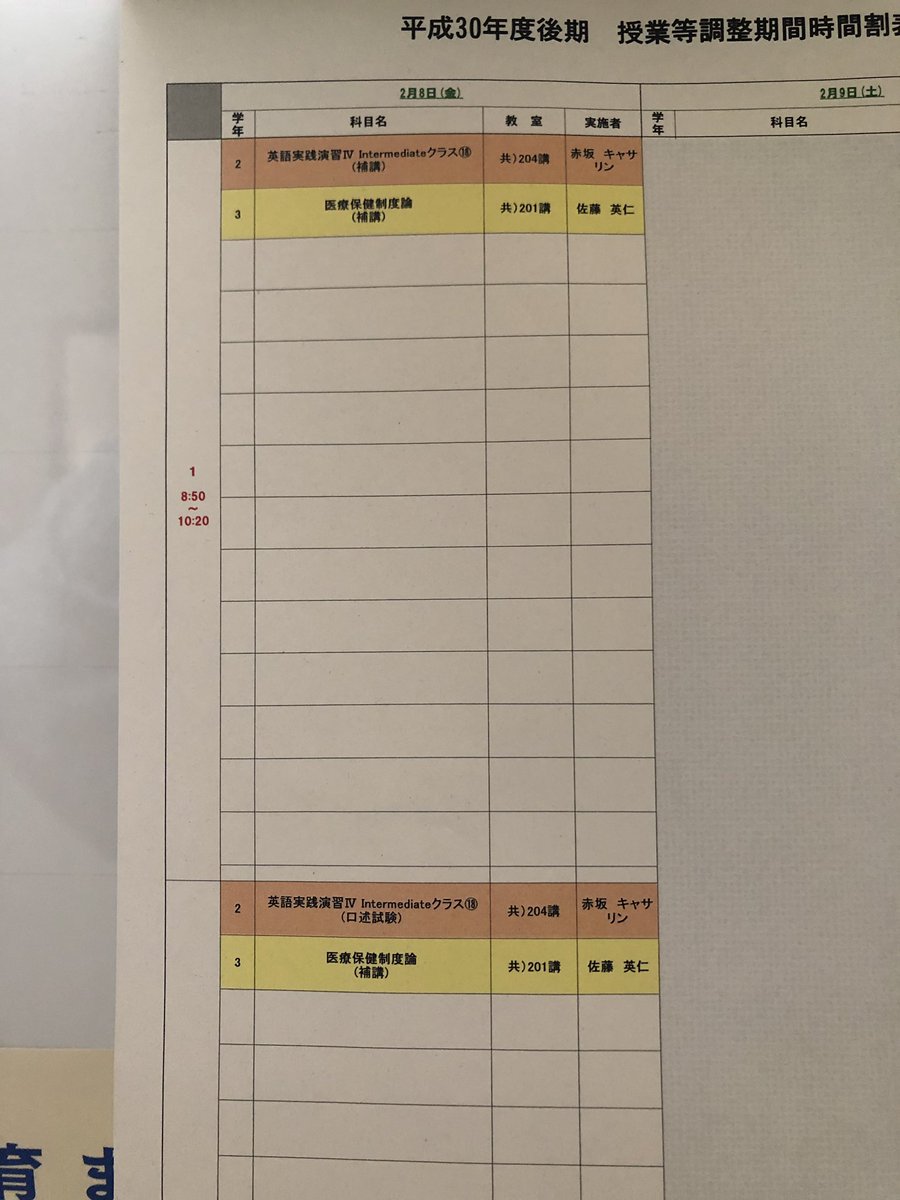 平成30年度後期 授業等調整期間時間割表
2月8日(金) 2月9日(土)
学年 科目名 教 室 実施者 学年 科目名
1
8:50
～
10:20
2 英語実践演習Ⅳ Intermediateクラス⑱ 共)204講 赤坂 キャサ
(補講) リン
3 医療保健制度論 共)201講 佐藤 英仁
(補講)
2 英語実践演習Ⅳ Intermediateクラス⑱ 共)204講 赤坂 キャサ
(口述試験) リン
3 医療保健制度論 共)201講 佐藤 英仁
(補講)
育 ま